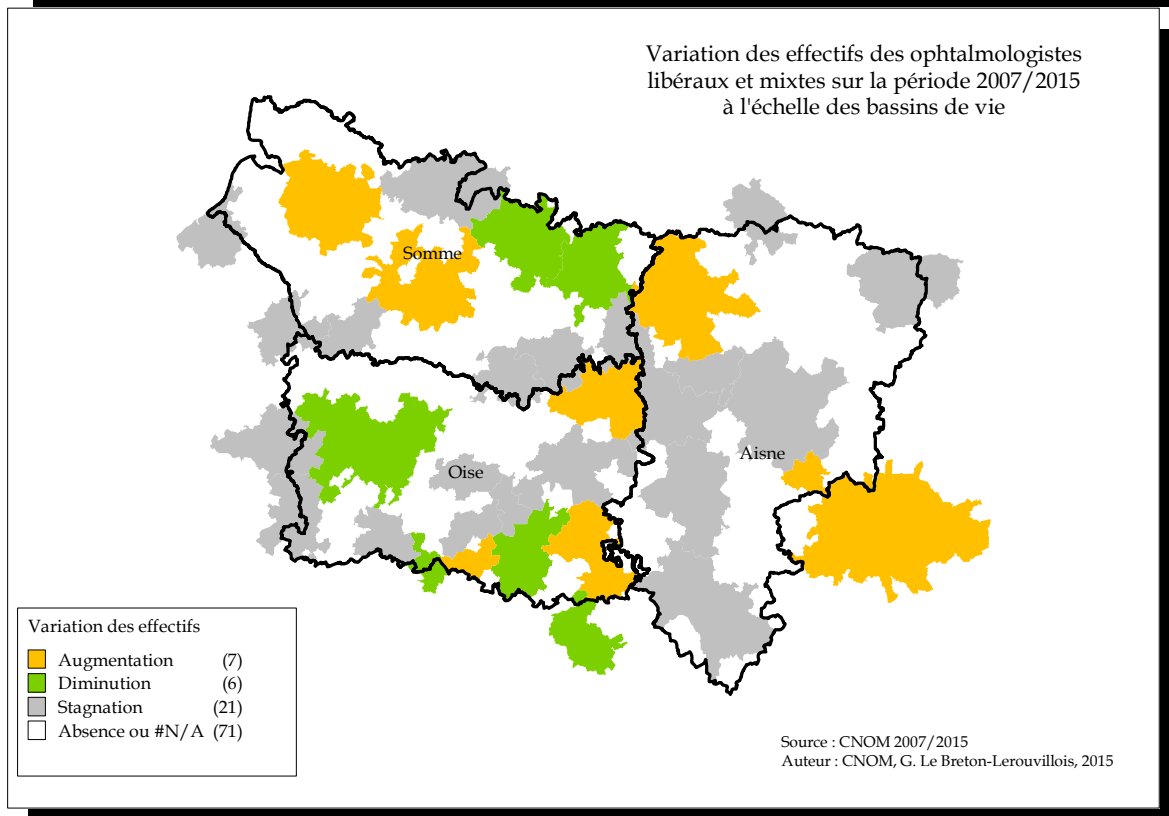 Variation des effectifs des ophtalmologistes
libéraux et mixtes sur la période 2007/2015
à l'échelle des bassins de vie
Somme
Aisne
Oise
Variation des effectifs
Augmentation (7)
Diminution (6)
Stagnation (21)
Absence ou #N/A (71)
Source : CNOM 2007/2015
Auteur : CNOM, G. Le Breton-Lerouvillois, 2015